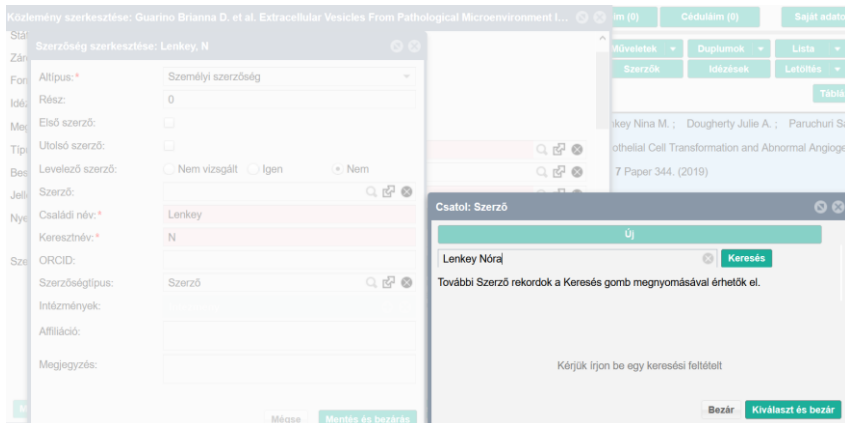 Közlemény szerkesztése: Guarino Brianna D. et al. Extracellular Vesicles From Pathological Microenvironment I...
im (0)
Céduláim (0)
Saját adato
Szerzőség szerkesztése: Lenkey, N
Műveletek
Duplumok
Lista
Szerzők
Idézések
Letöltés
Táblá
Altípus:*
Személyi szerzőség
Rész:
0
Első szerző:
Utolsó szerző:
Levelező szerző:
Nem vizsgált
Igen
Nem
Szerző:
Családi név:*
Lenkey
Keresztnév:*
N
ORCID:
Szerzőségtípus:
Szerző
Intézmények:
Affiliáció:
Megjegyzés:
Mégse
Mentés és bezárás
nkey Nina M. ; Dougherty Julie A. ; Paruchuri Sa
othelial Cell Transformation and Abnormal Angioge
7 Paper 344. (2019)
Csatol: Szerző
Új
Lenkey Nóra
Keresés
További Szerző rekordok a Keresés gomb megnyomásával érhetők el.
Kérjük írjon be egy keresési feltételt
Bezár
Kiválaszt és bezár